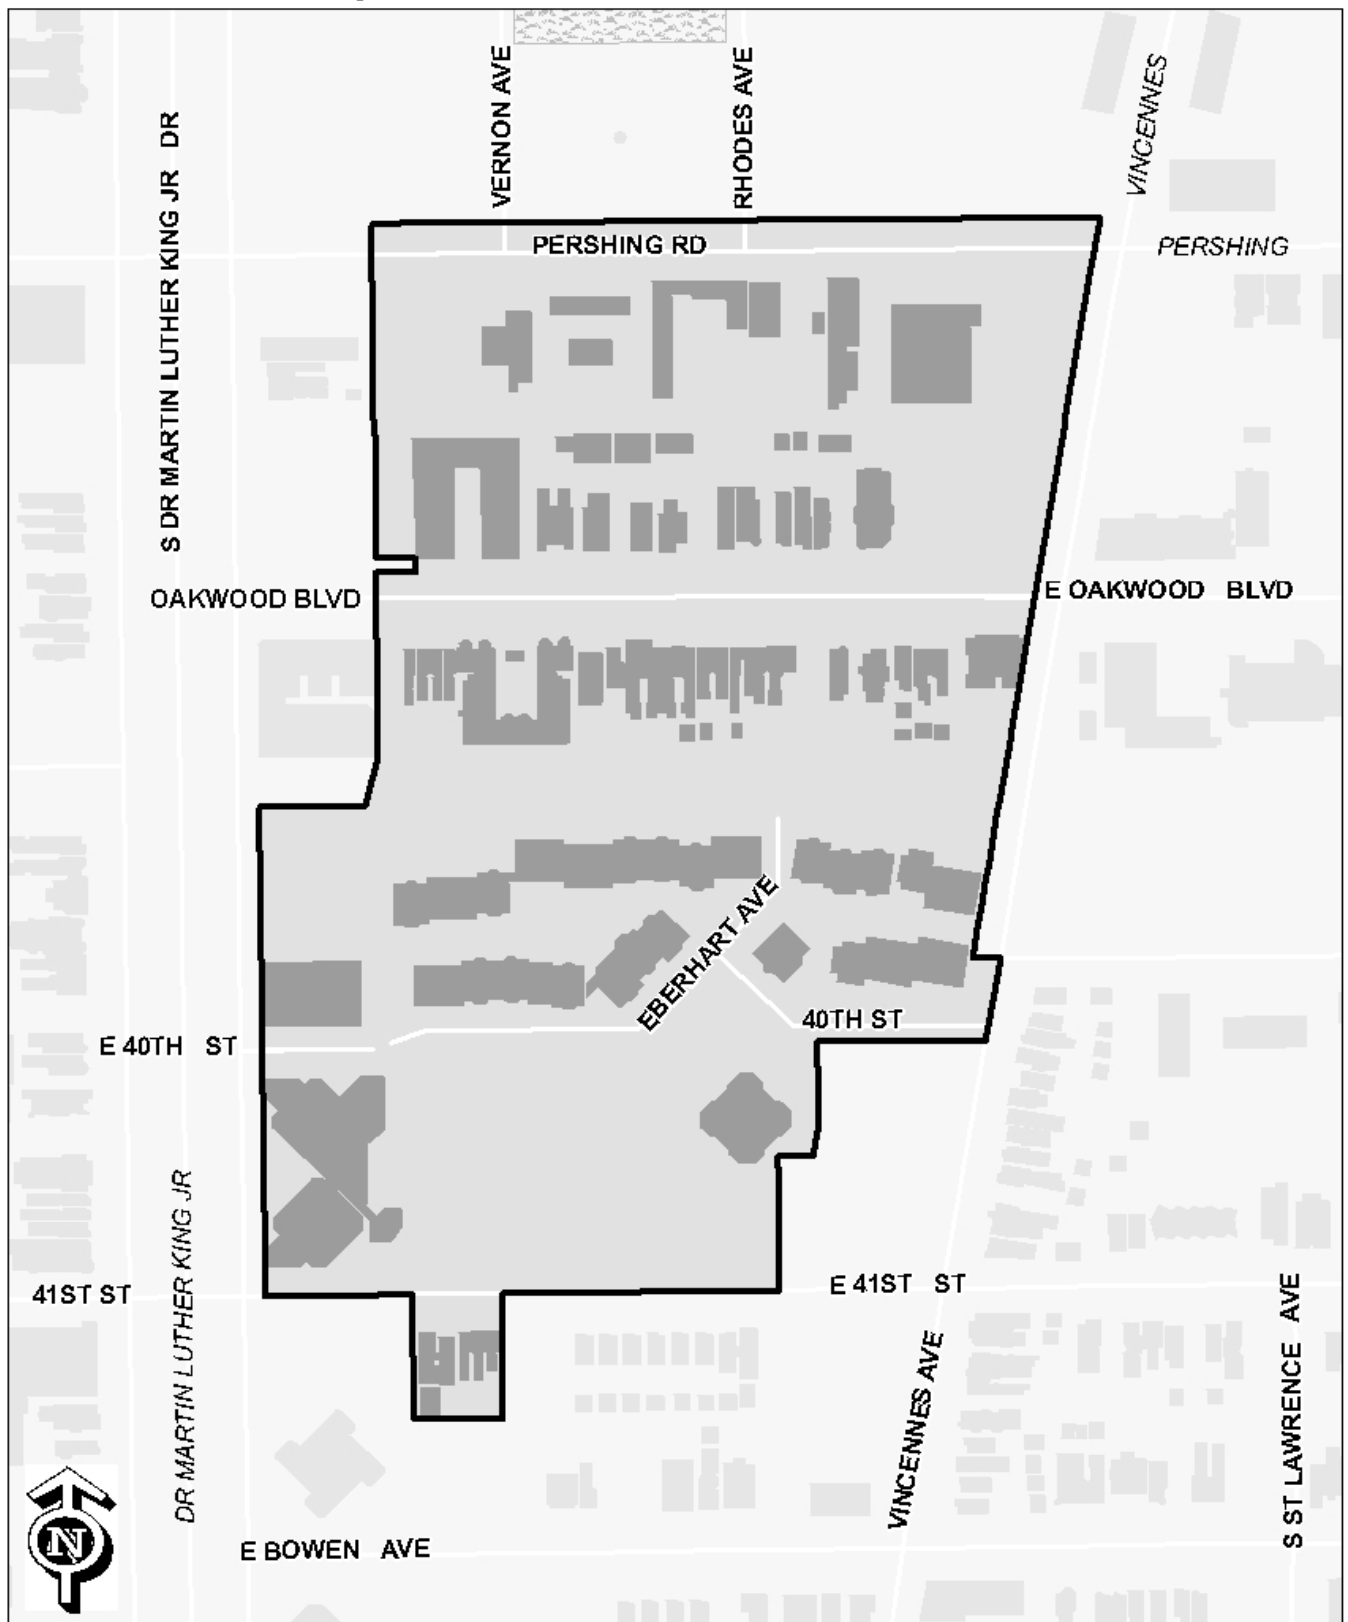 VERNON AVE
RHODES AVE
VINCENNES
S DR MARTIN LUTHER KING JR DR
PERSHING RD
PERSHING
OAKWOOD BLVD
E OAKWOOD BLVD
EBERHART AVE
40TH ST
E 40TH ST
DR MARTIN LUTHER KING JR
41ST ST
E 41ST ST
VINCENNES AVE
S ST LAWRENCE AVE
E BOWEN AVE
N